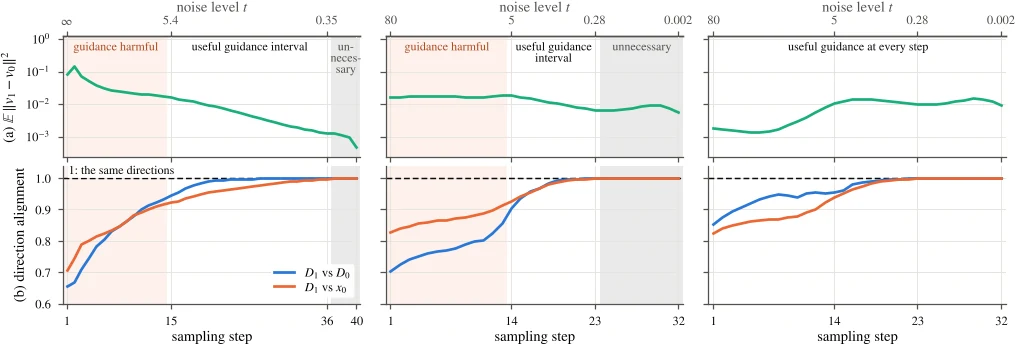 noise level t
noise level t
noise level t
∞ 5.4 0.35
80 5 0.28 0.002
80 5 0.28 0.002
(a) 𝔼 ||v₁ − v₀||²
10⁰
10⁻¹
10⁻²
10⁻³
guidance harmful
useful guidance interval
un-
neces-
sary
guidance harmful
useful guidance
interval
unnecessary
useful guidance at every step
(b) direction alignment
1.0
0.9
0.8
0.7
0.6
1: the same directions
D₁ vs D₀
D₁ vs x₀
1 15 36 40
1 14 23 32
1 14 23 32
sampling step
sampling step
sampling step